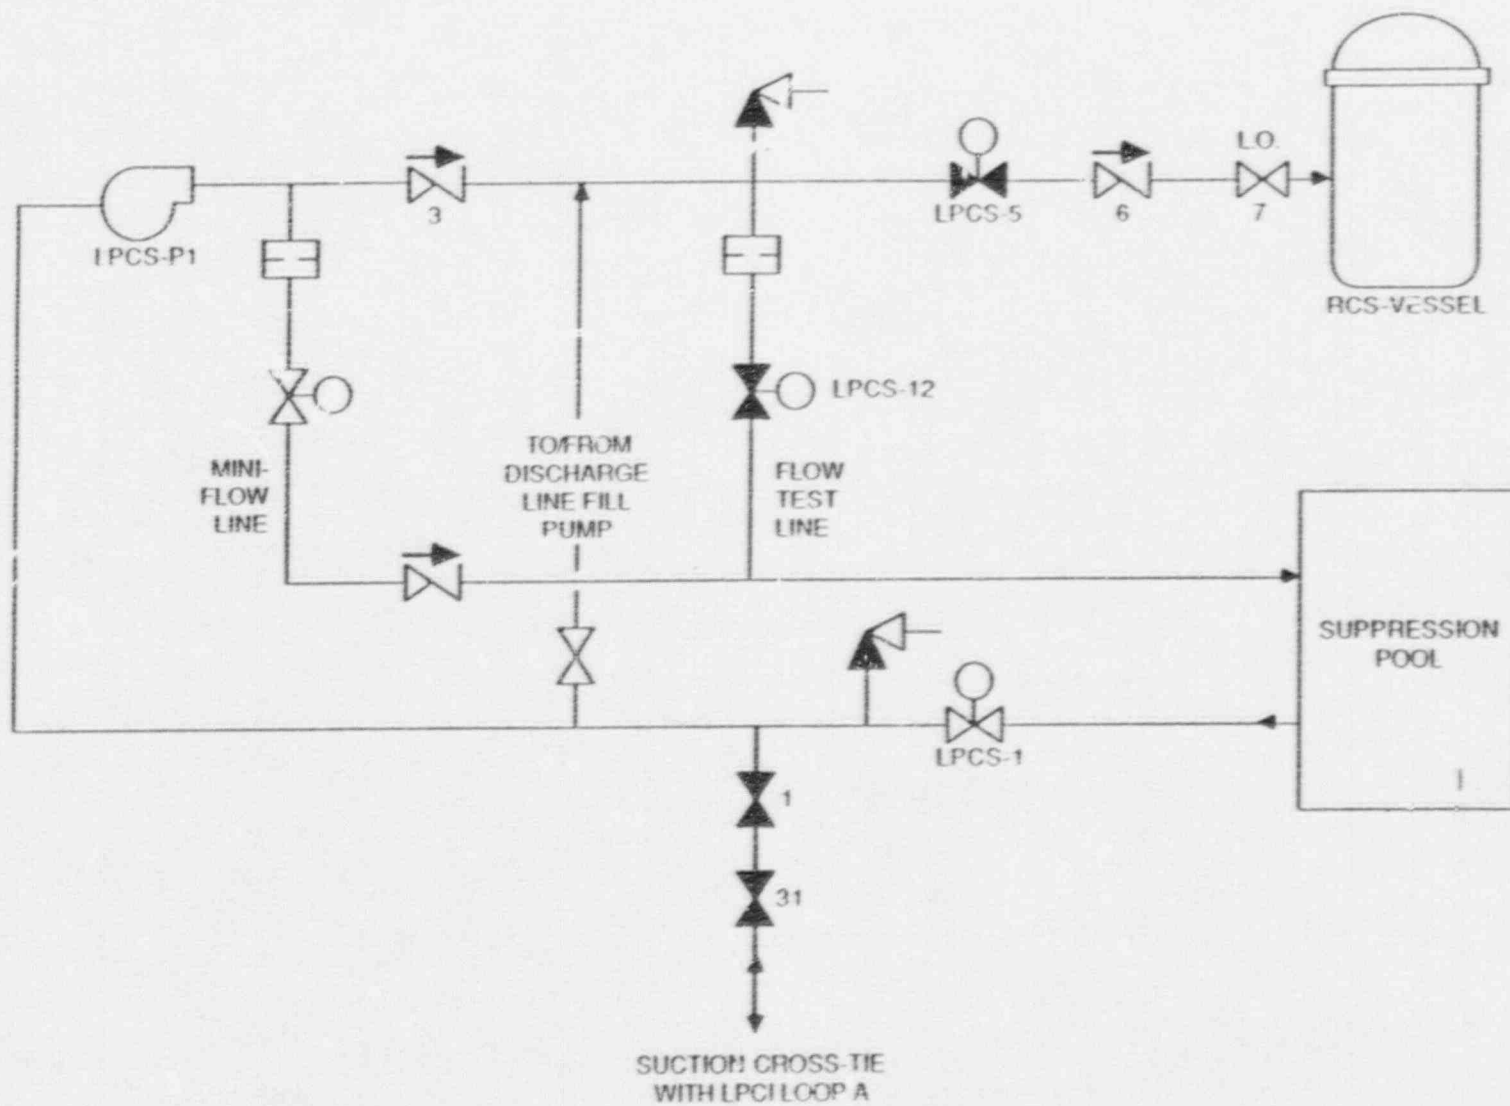 L.O.
3
LPCS-5
6
7
LPCS-P1
RCS-VESSEL
LPCS-12
TO/FROM
DISCHARGE
LINE FILL
PUMP
MINI-
FLOW
LINE
FLOW
TEST
LINE
SUPPRESSION
POOL
LPCS-1
1
31
SUCTION CROSS-TIE
WITH LPCI LOOP A